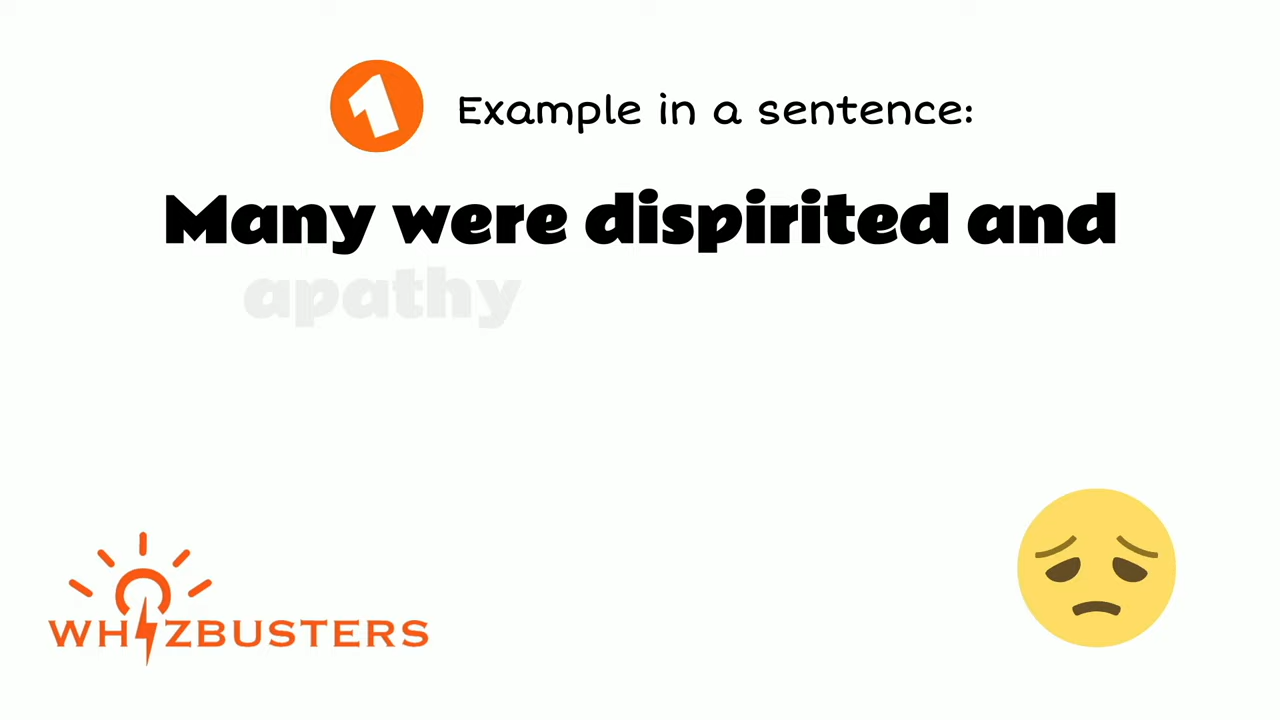 1 Example in a sentence:
Many were dispirited and
apathy
WHIZBUSTERS